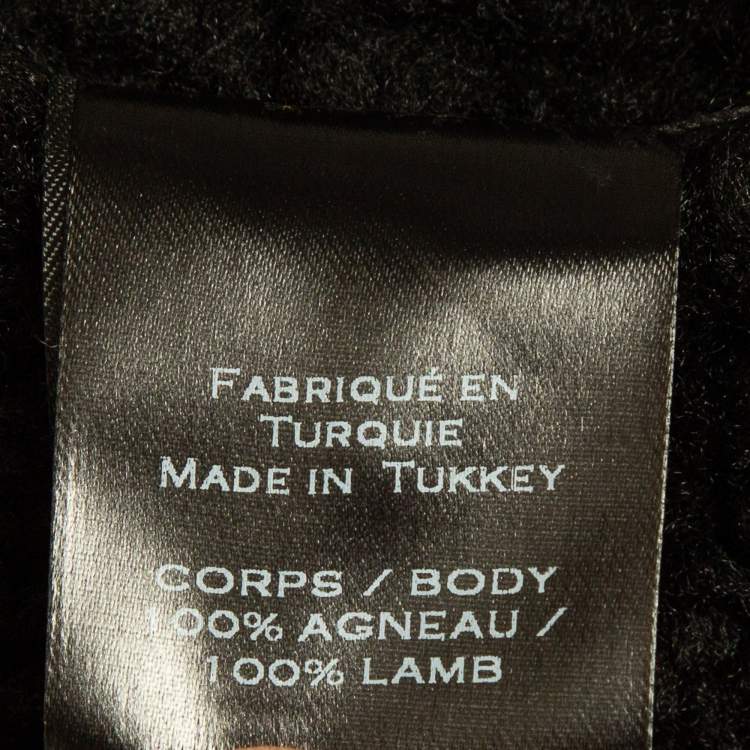 FABRIQUÉ EN
TURQUIE
MADE IN TUKKEY
CORPS / BODY
100% AGNEAU /
100% LAMB